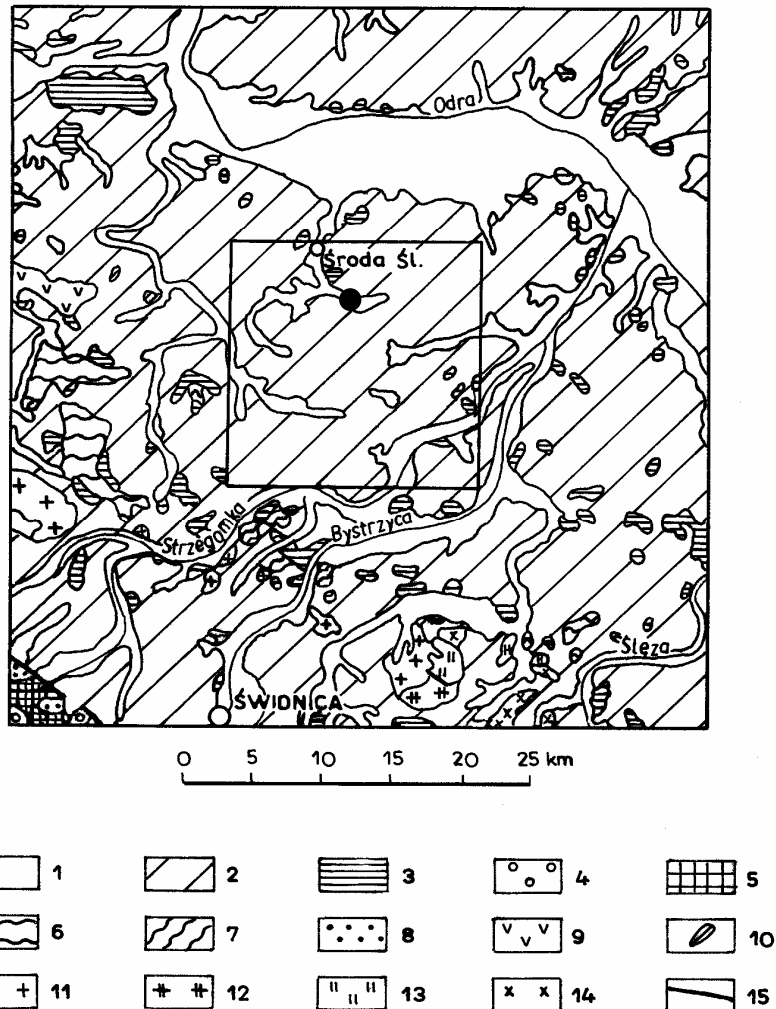 Odra
Środa Śl.
Strzegomka
Bystrzyca
Ślęza
ŚWIDNICA
0 5 10 15 20 25 km
1 2 3 4 5
6 7 8 9 10
11 12 13 14 15